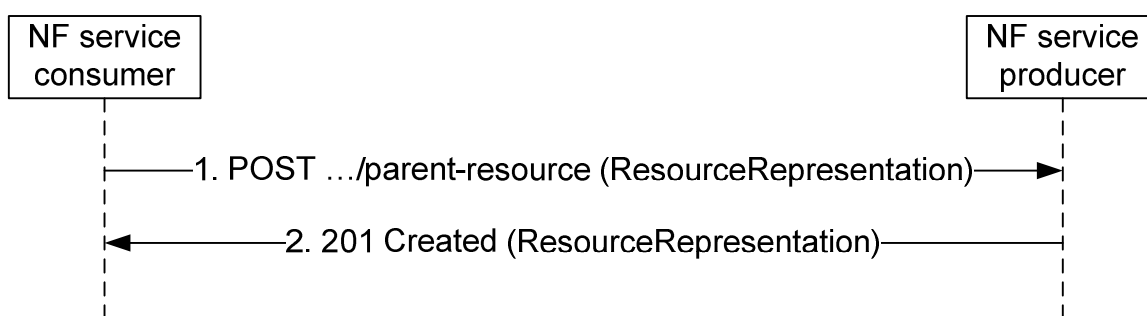 NF service
consumer
NF service
producer
1. POST …/parent-resource (ResourceRepresentation)
2. 201 Created (ResourceRepresentation)